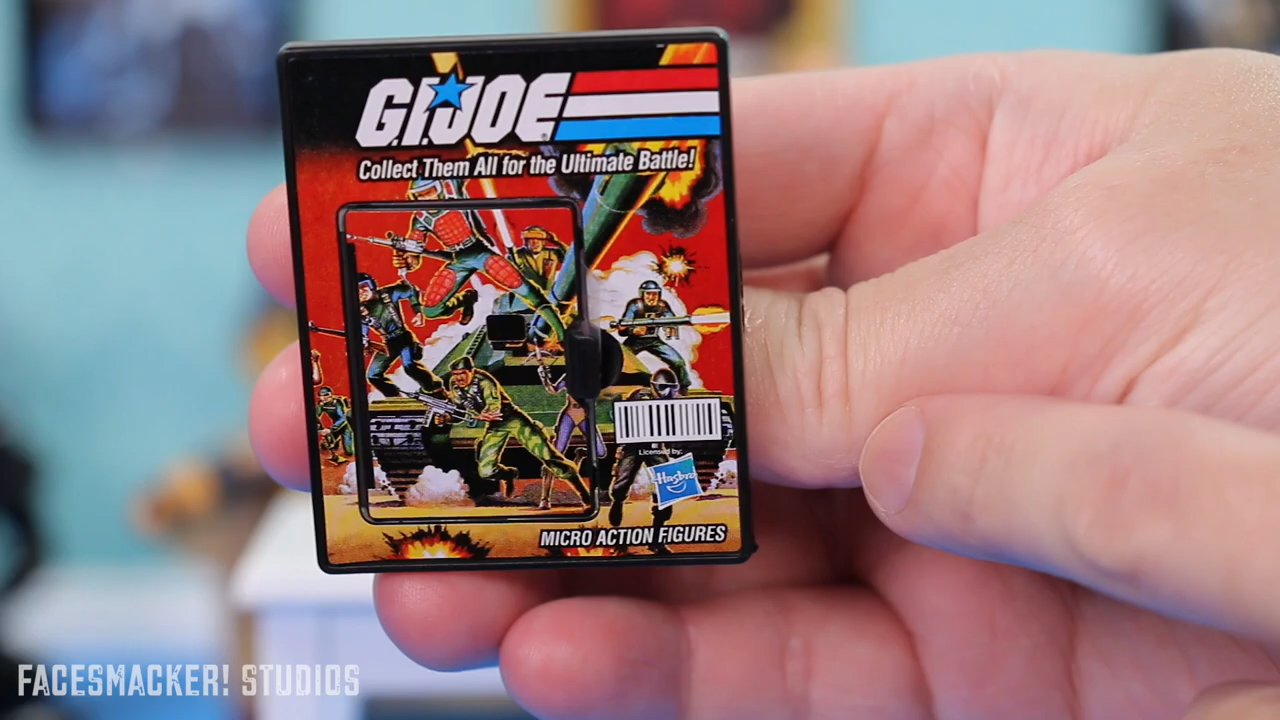 G.I.JOE
Collect Them All for the Ultimate Battle!
Licensed by:
Hasbro
MICRO ACTION FIGURES
FACESMACKER! STUDIOS